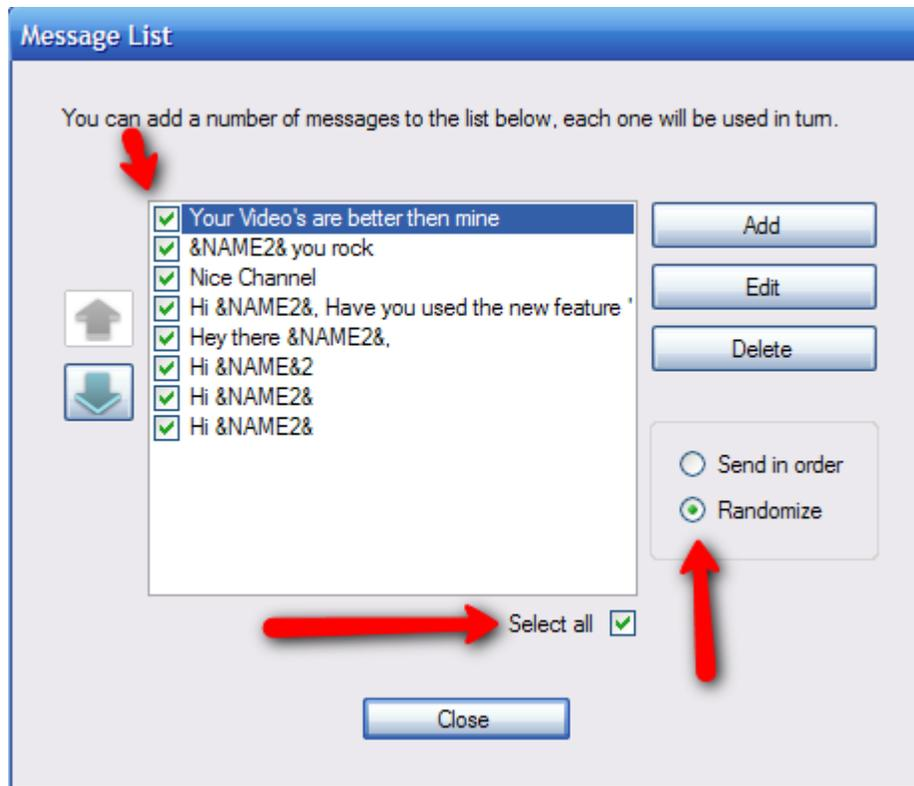 Message List
You can add a number of messages to the list below, each one will be used in turn.
Your Video's are better then mine
&NAME2& you rock
Nice Channel
Hi &NAME2&, Have you used the new feature '
Hey there &NAME2&,
Hi &NAME&2
Hi &NAME2&
Hi &NAME2&
Add
Edit
Delete
Send in order
Randomize
Select all
Close